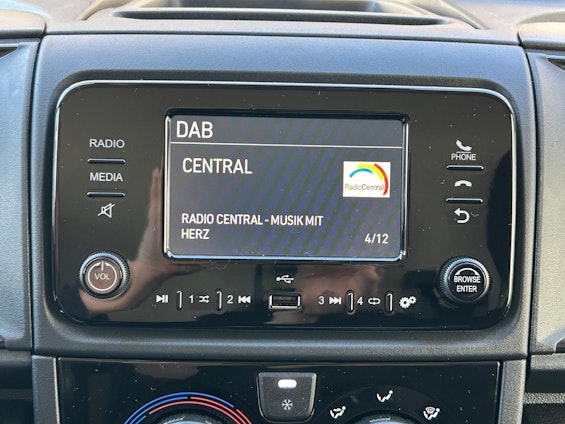 DAB
CENTRAL
RadioCentral
RADIO CENTRAL - MUSIK MIT
HERZ
4/12
RADIO
MEDIA
VOL
PHONE
BROWSE
ENTER
1 2 3 4